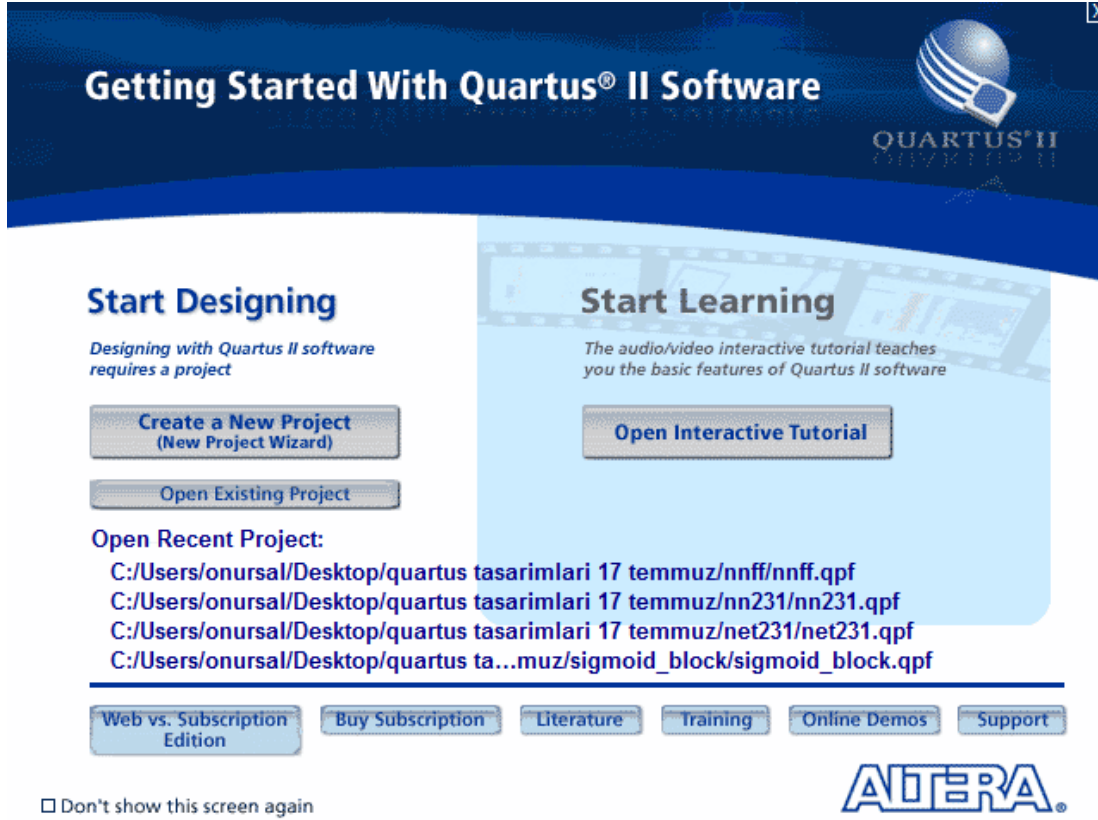 X
Getting Started With Quartus® II Software
QUARTUS® II
Start Designing
Designing with Quartus II software
requires a project
Create a New Project
(New Project Wizard)
Open Existing Project
Start Learning
The audio/video interactive tutorial teaches
you the basic features of Quartus II software
Open Interactive Tutorial
Open Recent Project:
C:/Users/onursal/Desktop/quartus tasarimlari 17 temmuz/nnff/nnff.qpf
C:/Users/onursal/Desktop/quartus tasarimlari 17 temmuz/nn231/nn231.qpf
C:/Users/onursal/Desktop/quartus tasarimlari 17 temmuz/net231/net231.qpf
C:/Users/onursal/Desktop/quartus ta...muz/sigmoid_block/sigmoid_block.qpf
Web vs. Subscription
Edition
Buy Subscription
Literature
Training
Online Demos
Support
Don't show this screen again
ALTERA®